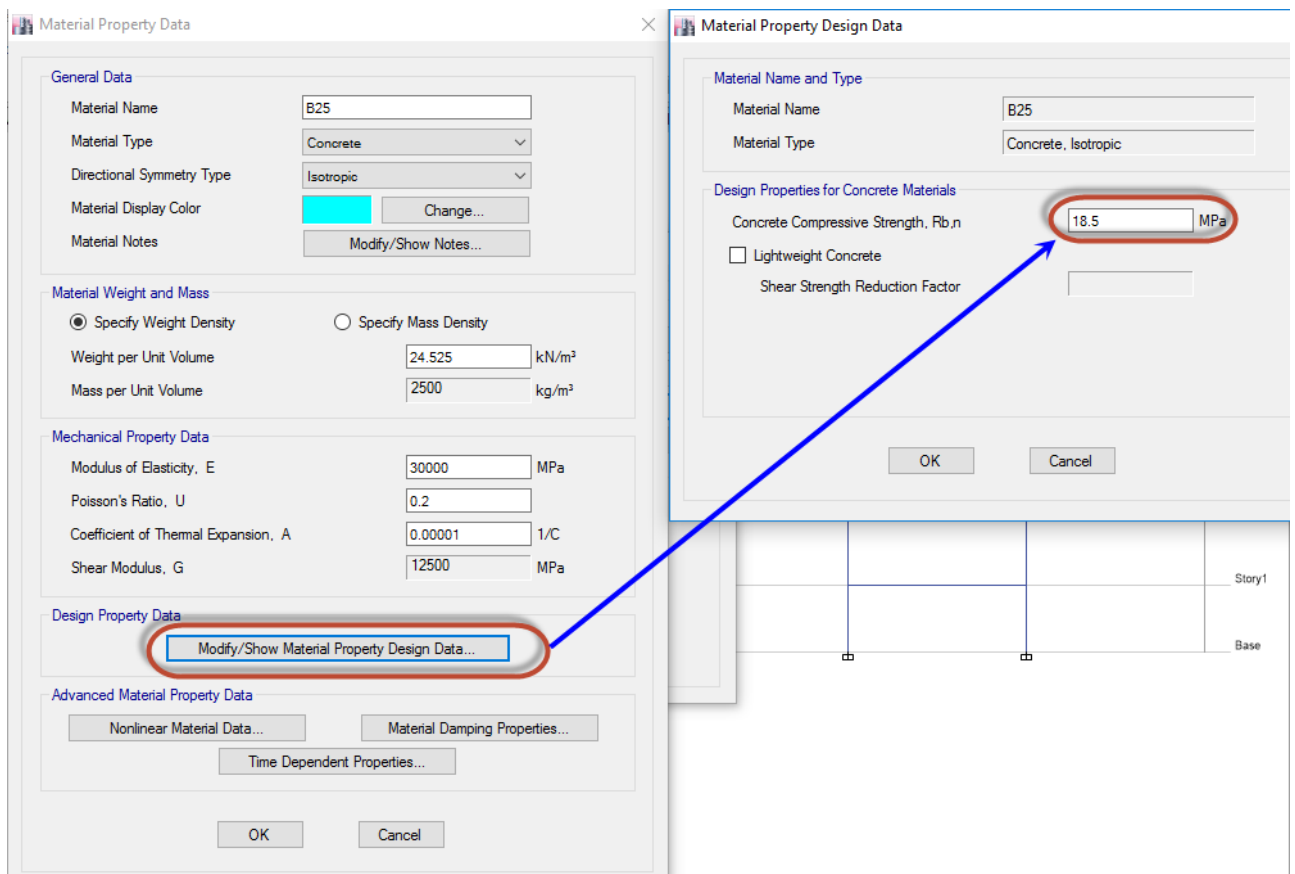 Material Property Data
General Data
Material Name B25
Material Type Concrete
Directional Symmetry Type Isotropic
Material Display Color Change...
Material Notes Modify/Show Notes...
Material Weight and Mass
Specify Weight Density Specify Mass Density
Weight per Unit Volume 24.525 kN/m³
Mass per Unit Volume 2500 kg/m³
Mechanical Property Data
Modulus of Elasticity, E 30000 MPa
Poisson's Ratio, U 0.2
Coefficient of Thermal Expansion, A 0.00001 1/C
Shear Modulus, G 12500 MPa
Design Property Data
Modify/Show Material Property Design Data...
Advanced Material Property Data
Nonlinear Material Data... Material Damping Properties...
Time Dependent Properties...
OK Cancel
Material Property Design Data
Material Name and Type
Material Name B25
Material Type Concrete, Isotropic
Design Properties for Concrete Materials
Concrete Compressive Strength, Rb,n 18.5 MPa
Lightweight Concrete
Shear Strength Reduction Factor
OK Cancel
Story1
Base